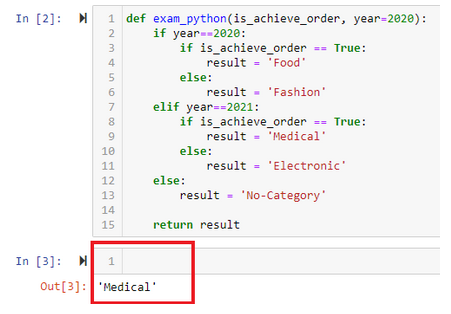 In [2]:
1 def exam_python(is_achieve_order, year=2020):
2     if year==2020:
3         if is_achieve_order == True:
4             result = 'Food'
5         else:
6             result = 'Fashion'
7     elif year==2021:
8         if is_achieve_order == True:
9             result = 'Medical'
10         else:
11             result = 'Electronic'
12     else:
13         result = 'No-Category'
14
15     return result
In [3]:
1
Out[3]: 'Medical'